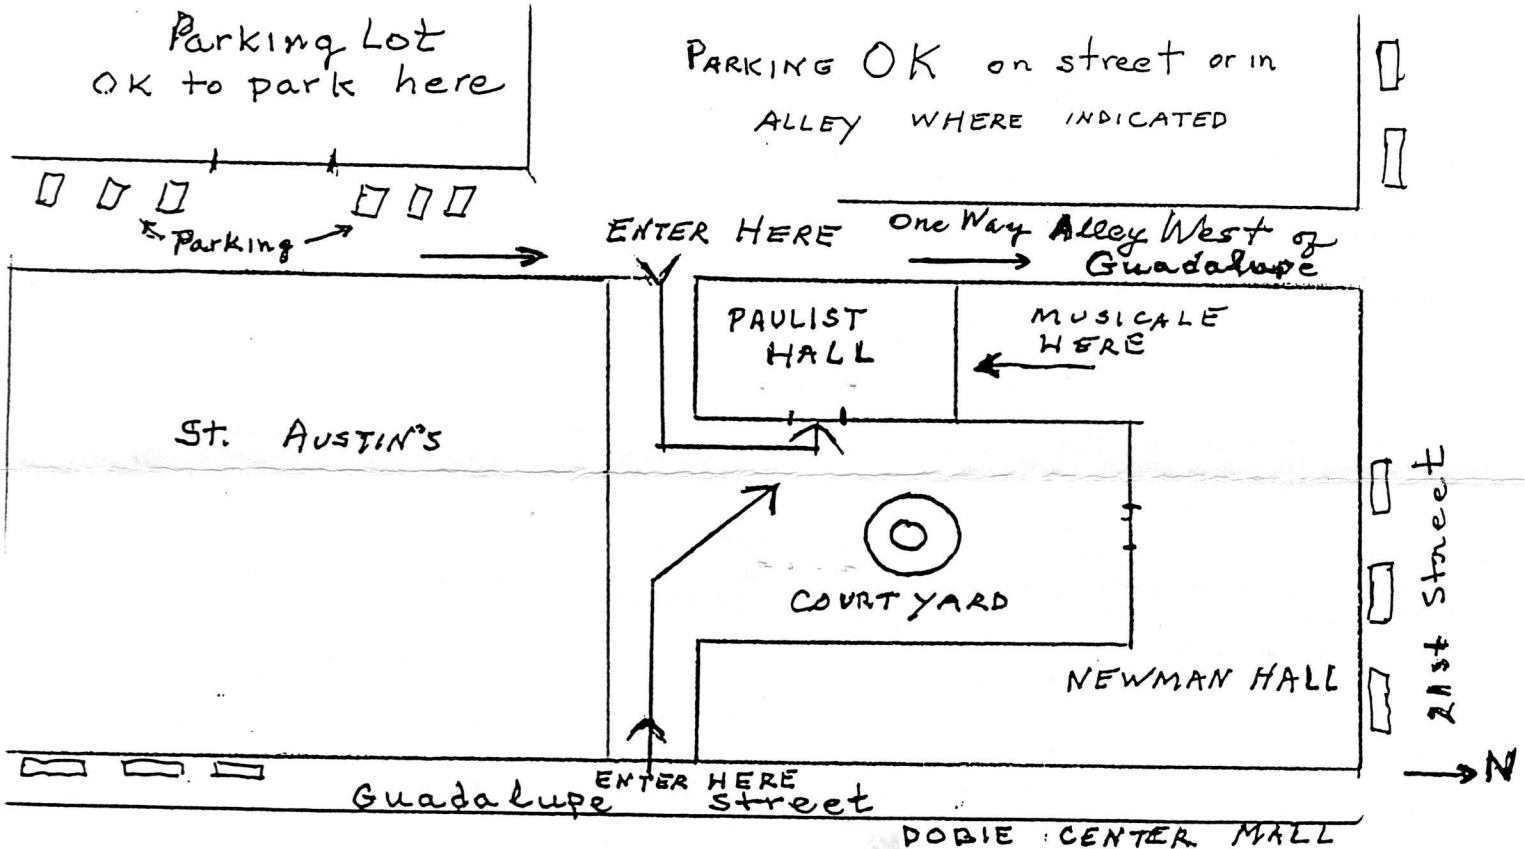 Parking Lot
OK to park here
PARKING OK on street or in
ALLEY WHERE INDICATED
Parking
ENTER HERE
One Way Alley West of
Guadalupe
PAULIST
HALL
MUSICALE
HERE
St. AUSTIN'S
COURT YARD
NEWMAN HALL
21st Street
N
ENTER HERE
Guadalupe Street
DOBIE CENTER MALL